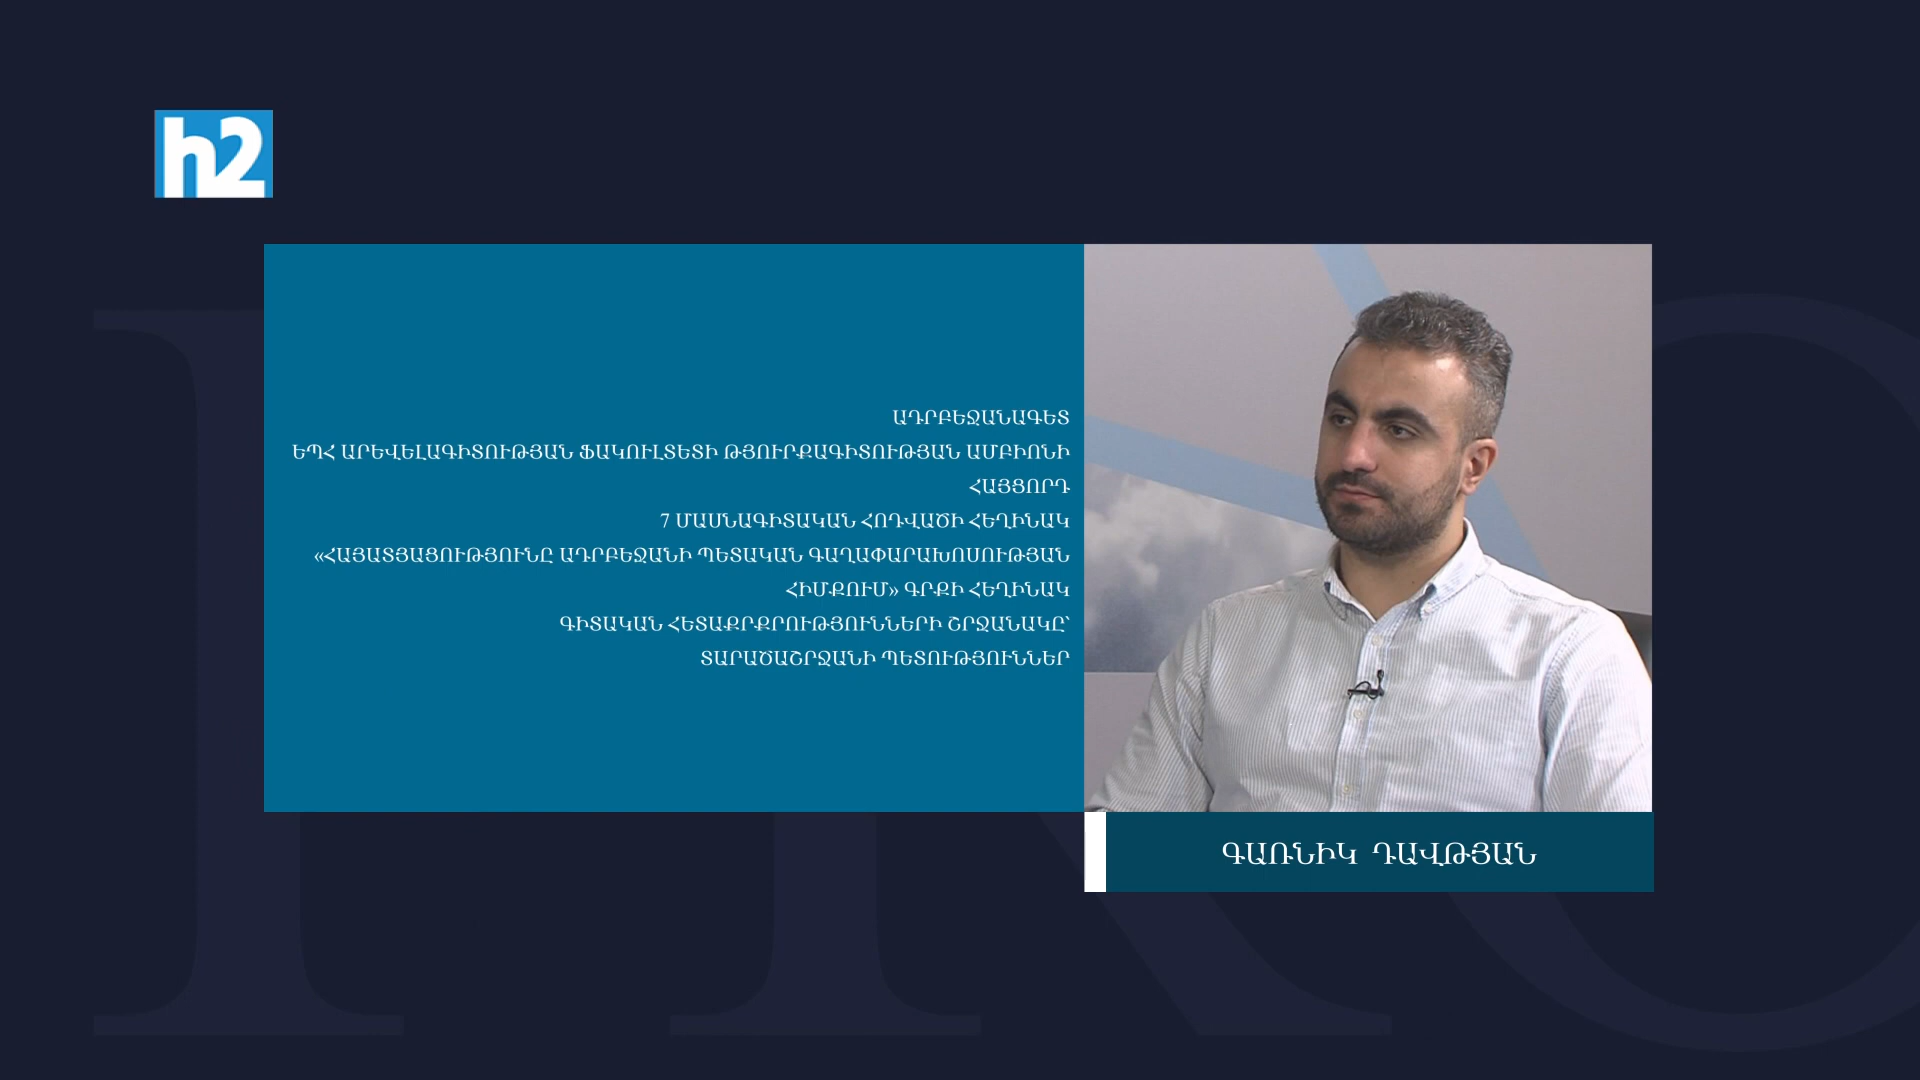 h2
ԱԴՐԲԵՋԱՆԱԳԵՏ
ԵՊՀ ԱՐԵՎԵԼԱԳԻՏՈՒԹՅԱՆ ՖԱԿՈՒԼՏԵՏԻ ԹՅՈՒՐՔԱԳԻՏՈՒԹՅԱՆ ԱՄԲԻՈՆԻ
ՀԱՅՑՈՐԴ
7 ՄԱՍՆԱԳԻՏԱԿԱՆ ՀՈԴՎԱԾԻ ՀԵՂԻՆԱԿ
«ՀԱՅԱՏՅԱՑՈՒԹՅՈՒՆԸ ԱԴՐԲԵՋԱՆԻ ՊԵՏԱԿԱՆ ԳԱՂԱՓԱՐԱԽՈՍՈՒԹՅԱՆ
ՀԻՄՔՈՒՄ» ԳՐՔԻ ՀԵՂԻՆԱԿ
ԳԻՏԱԿԱՆ ՀԵՏԱՔՐՔՐՈՒԹՅՈՒՆՆԵՐԻ ՇՐՋԱՆԱԿԸ՝
ՏԱՐԱԾԱՇՐՋԱՆԻ ՊԵՏՈՒԹՅՈՒՆՆԵՐ
ԳԱՌՆԻԿ ԴԱՎԹՅԱՆ